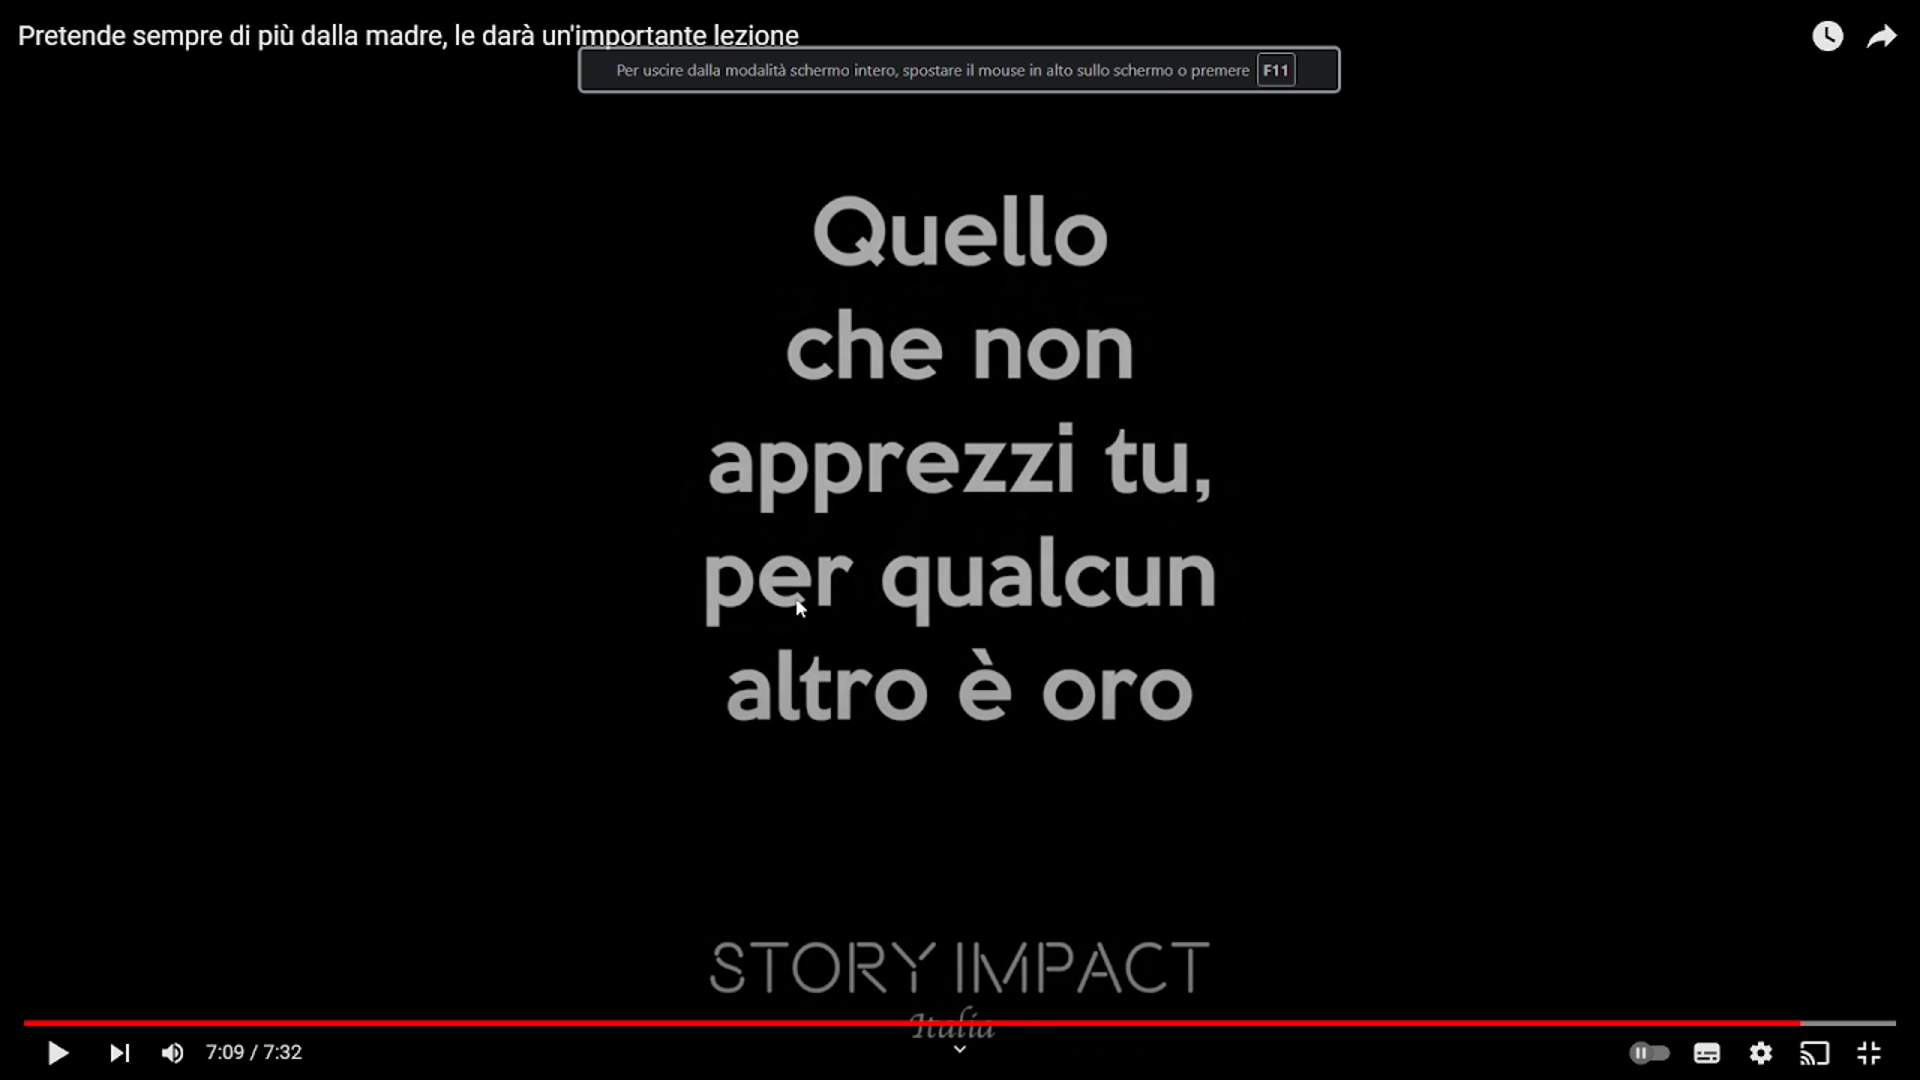 Pretende sempre di più dalla madre, le darà un'importante lezione
Per uscire dalla modalità schermo intero, spostare il mouse in alto sullo schermo o premere F11
Quello
che non
apprezzi tu,
per qualcun
altro è oro
STORY IMPACT
Italia
7:09 / 7:32